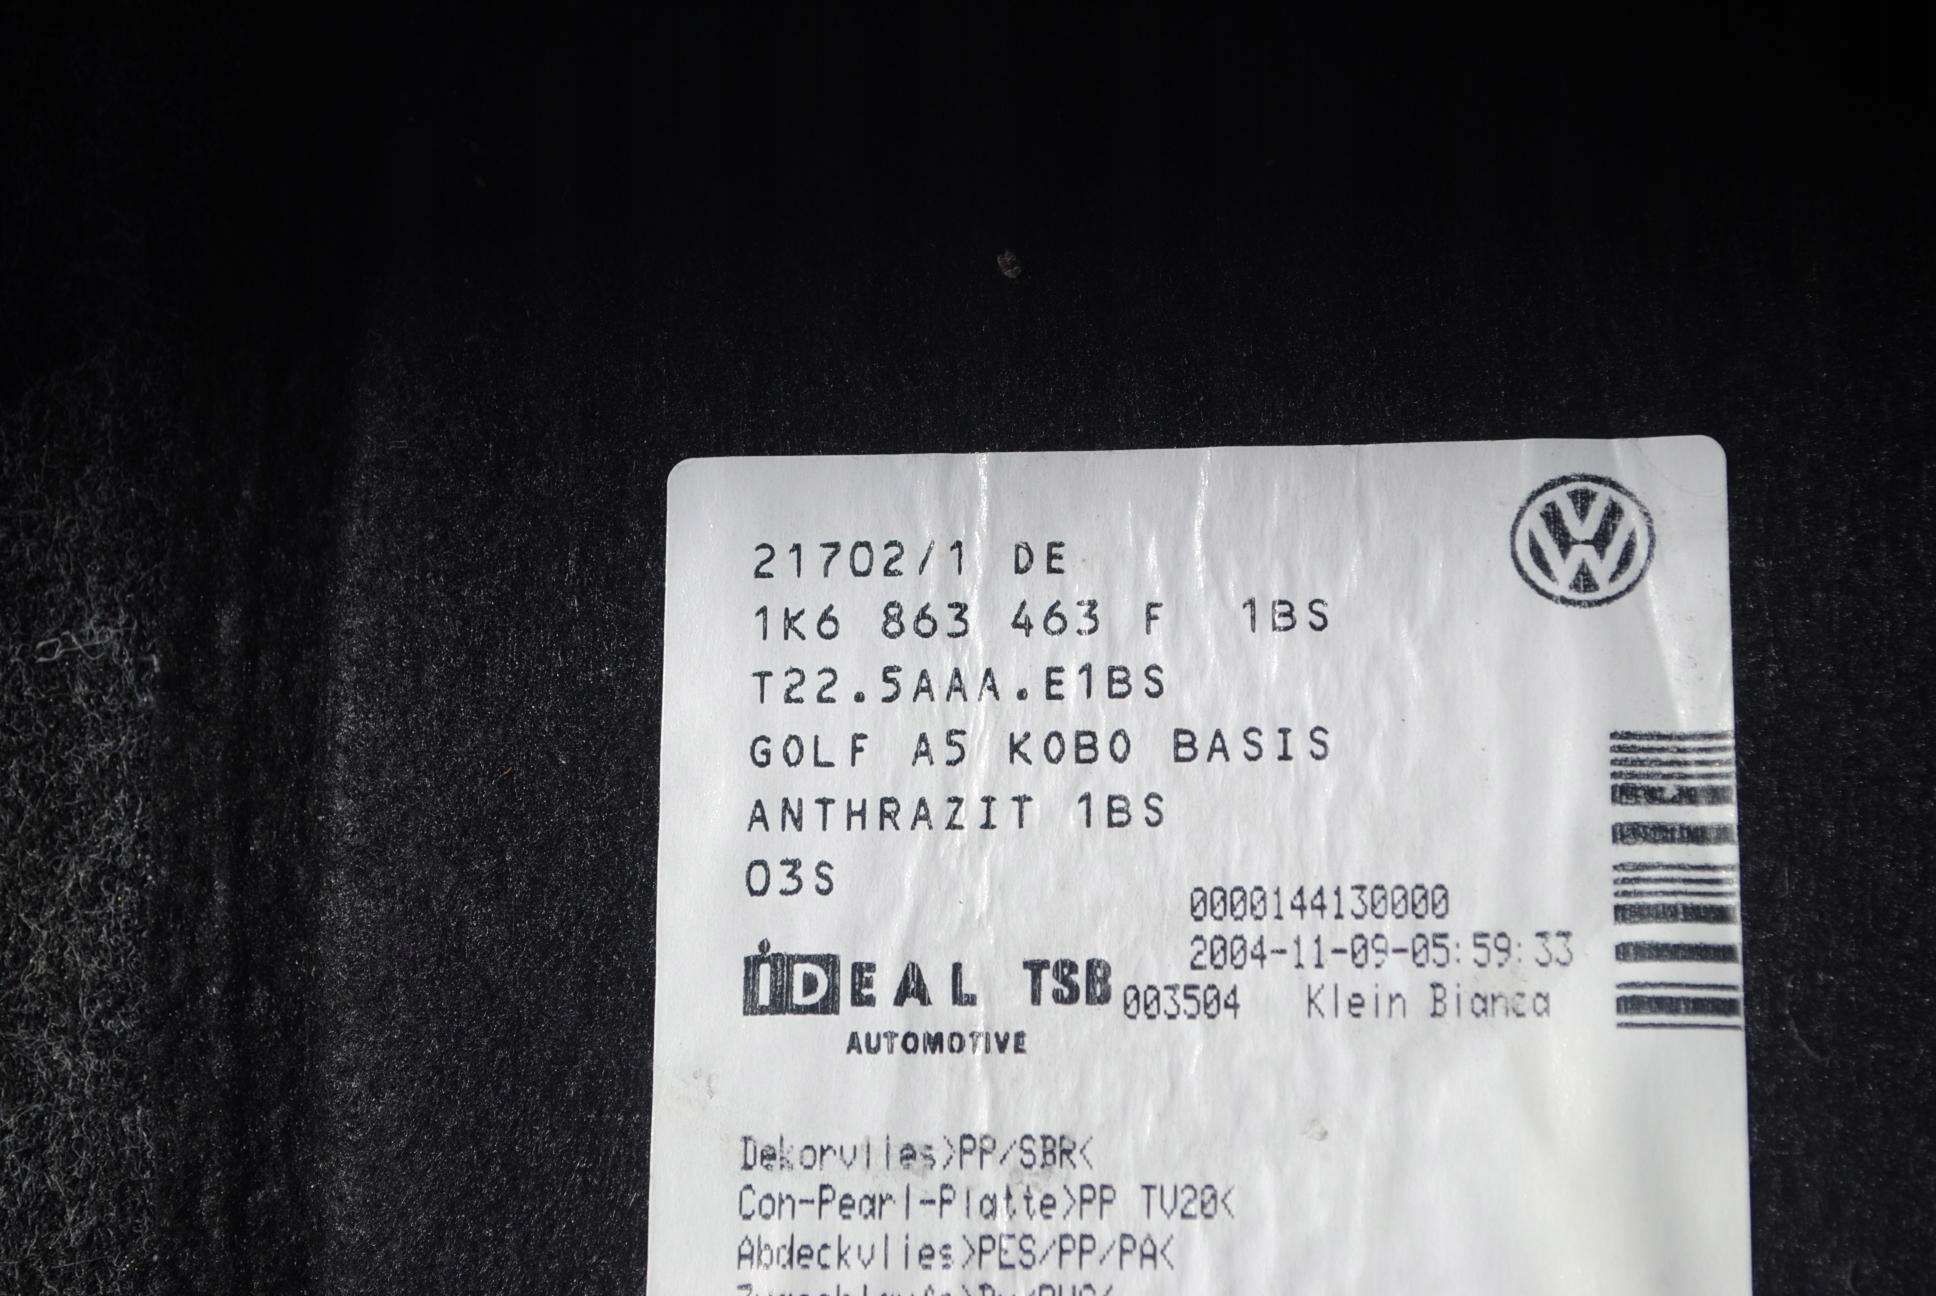 21702/1 DE
1K6 863 463 F 1BS
T22.5AAA.E1BS
GOLF A5 KOBO BASIS
ANTHRAZIT 1BS
03S
0000144130000
2004-11-09-05:59:33
iDEAL TSB 003504 Klein Bianca
AUTOMOTIVE
Dekorvlies>PP/SBR<
Con-Pearl-Platte>PP TV20<
Abdeckvlies>PES/PP/PA<